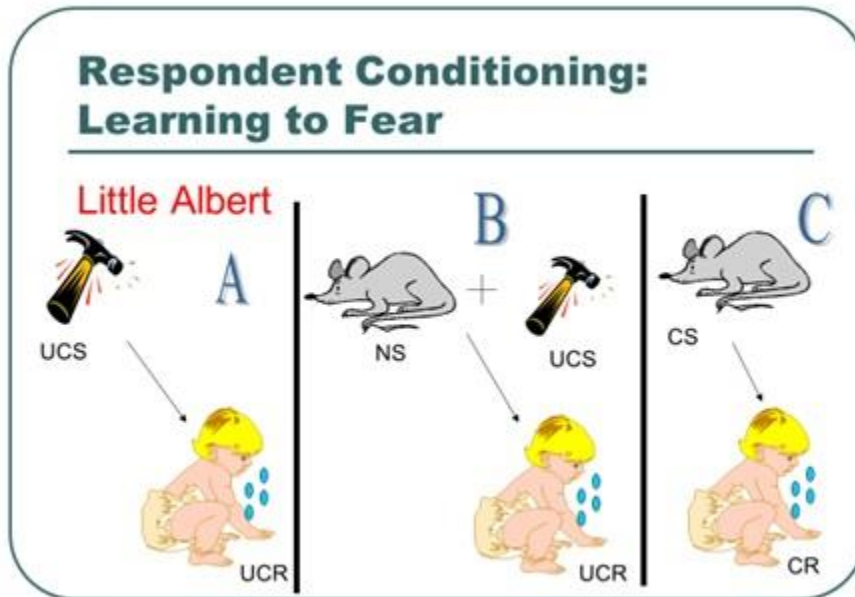 Respondent Conditioning:
Learning to Fear
Little Albert
A
UCS
UCR
B
+
NS
UCS
UCR
C
CS
CR